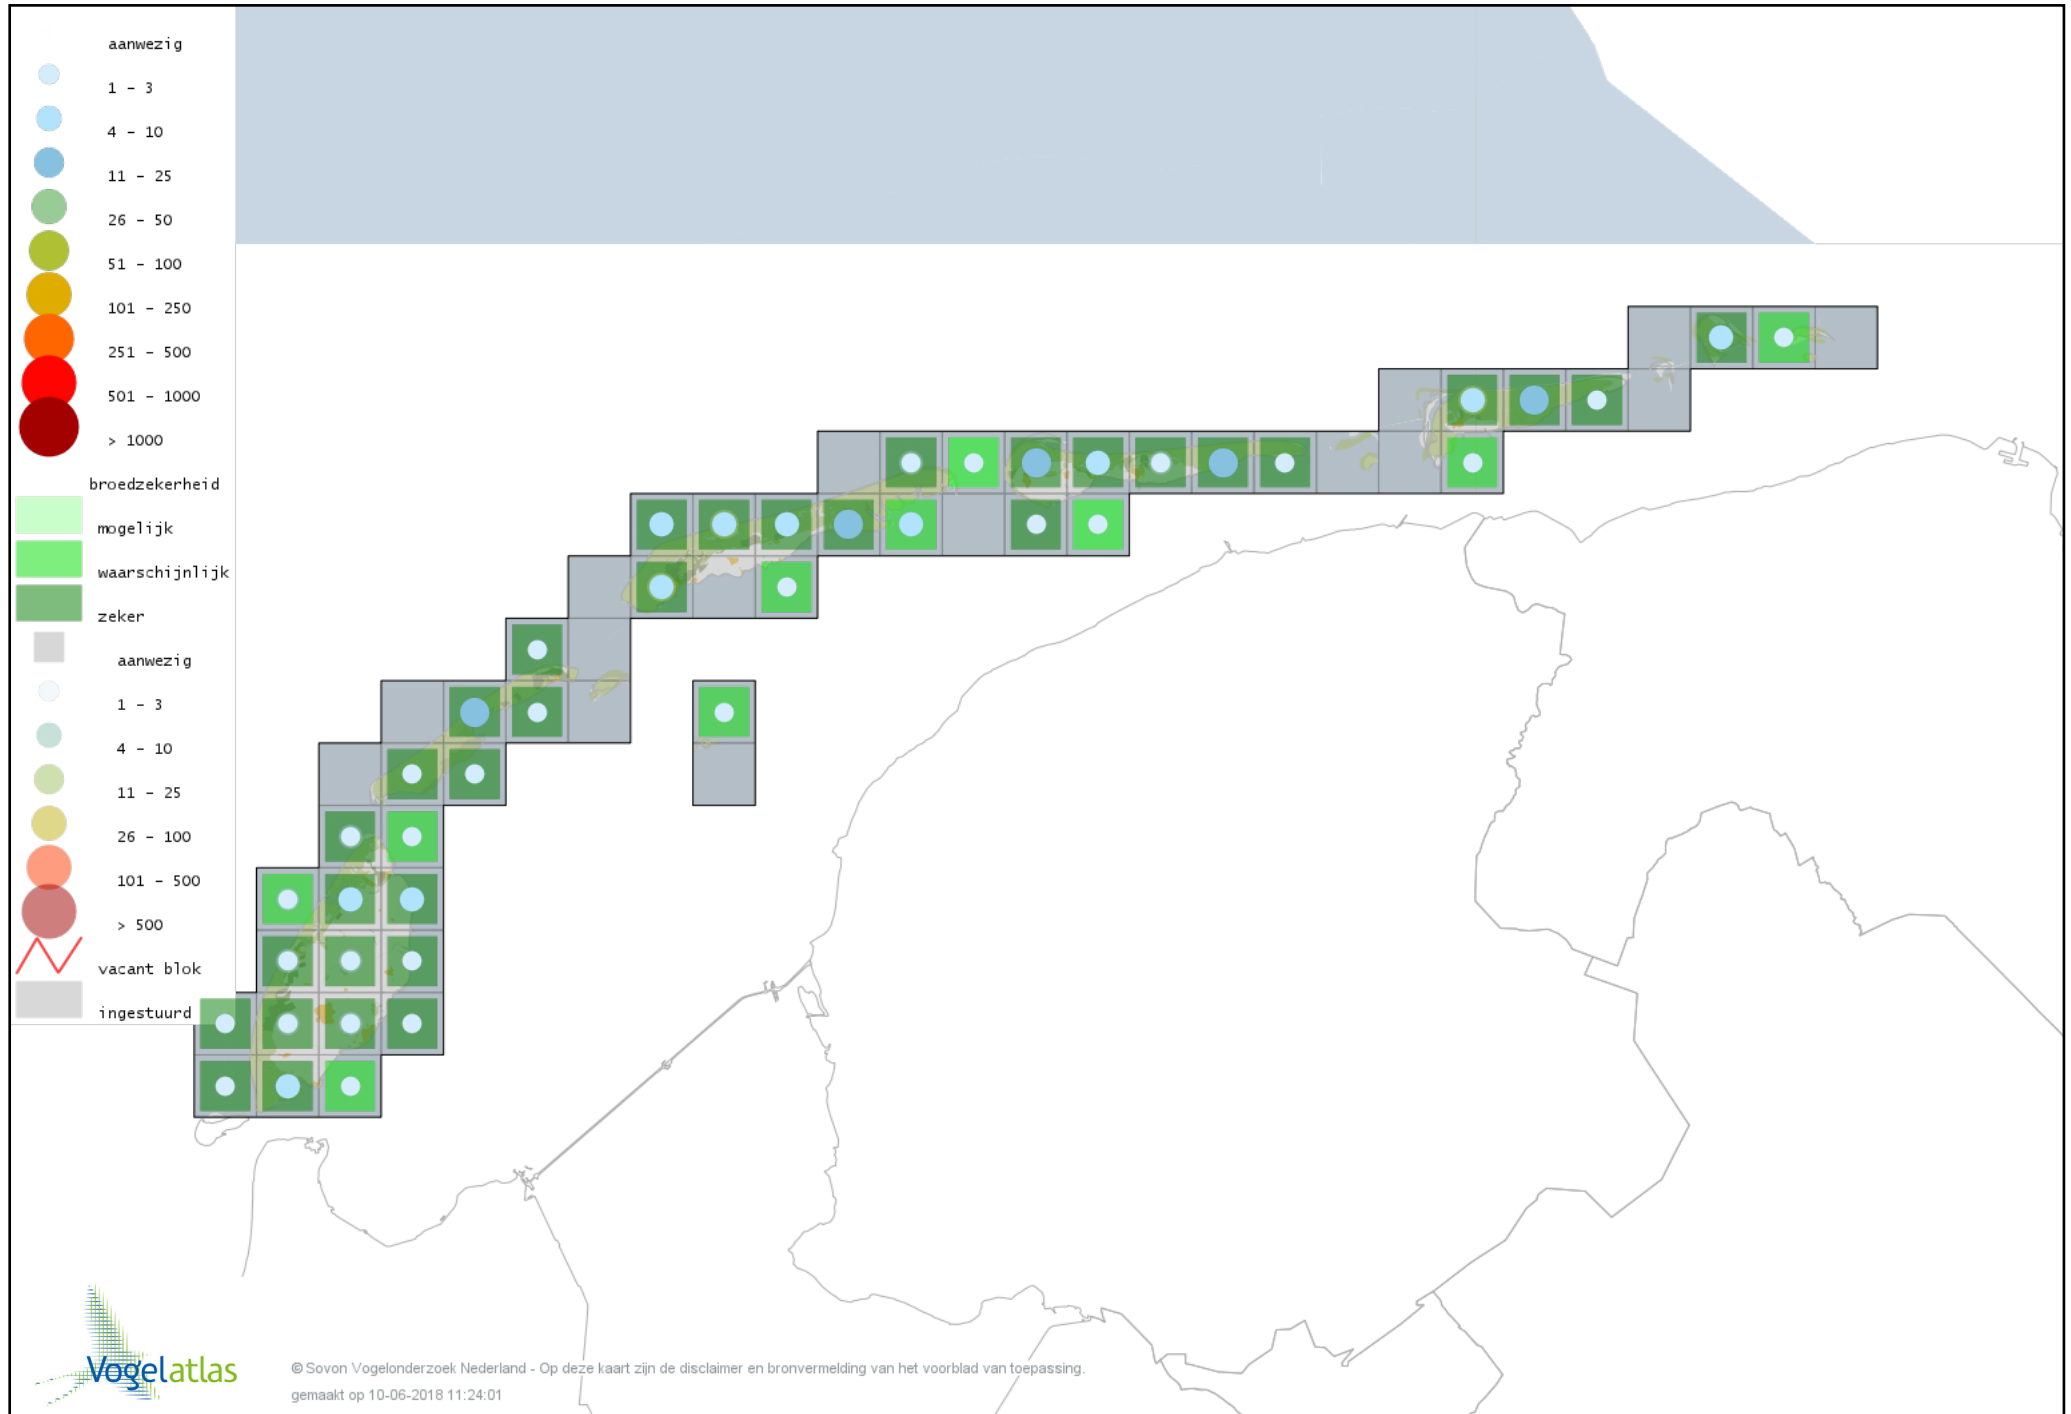 aanwezig
1 - 3
4 - 10
11 - 25
26 - 50
51 - 100
101 - 250
251 - 500
501 - 1000
> 1000
broedzekerheid
mogelijk
waarschijnlijk
zeker
aanwezig
1 - 3
4 - 10
11 - 25
26 - 100
101 - 500
> 500
vacant blok
ingestuurd
Vogelatlas
© Sovon Vogelonderzoek Nederland - Op deze kaart zijn de disclaimer en bronvermelding van het voorblad van toepassing.
gemaakt op 10-06-2018 11:24:01